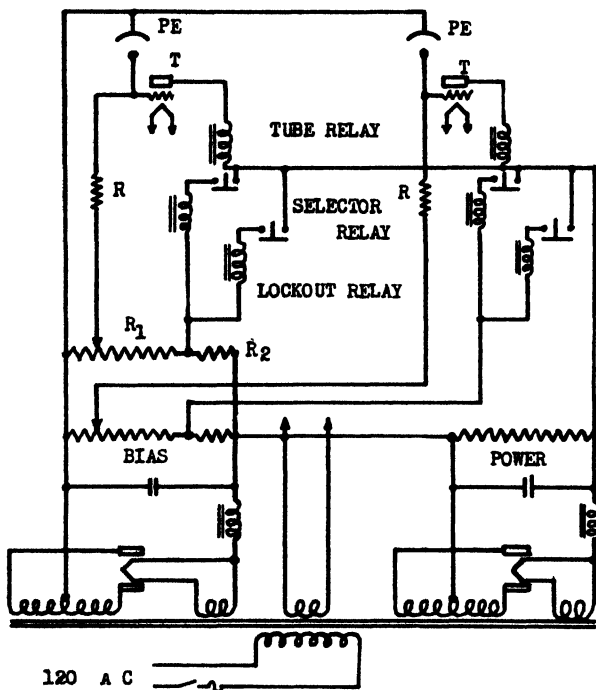 PE
PE
T
T
TUBE RELAY
R
R
SELECTOR
RELAY
LOCKOUT RELAY
R1
R2
BIAS
POWER
120 A C